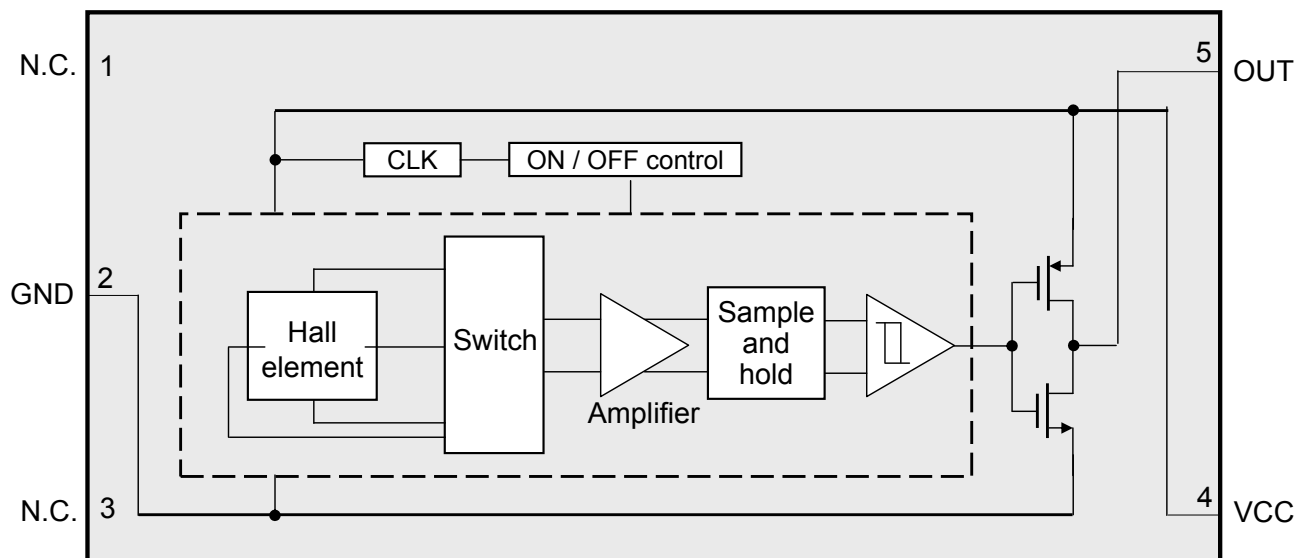 N.C. 1
5 OUT
CLK
ON / OFF control
2
GND
Hall
element
Switch
Amplifier
Sample
and
hold
N.C. 3
4 VCC